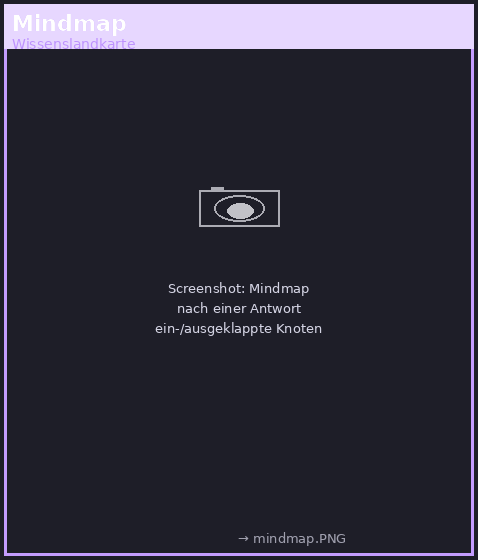 Mindmap
Wissenslandkarte
Screenshot: Mindmap
nach einer Antwort
ein-/ausgeklappte Knoten
→ mindmap.PNG